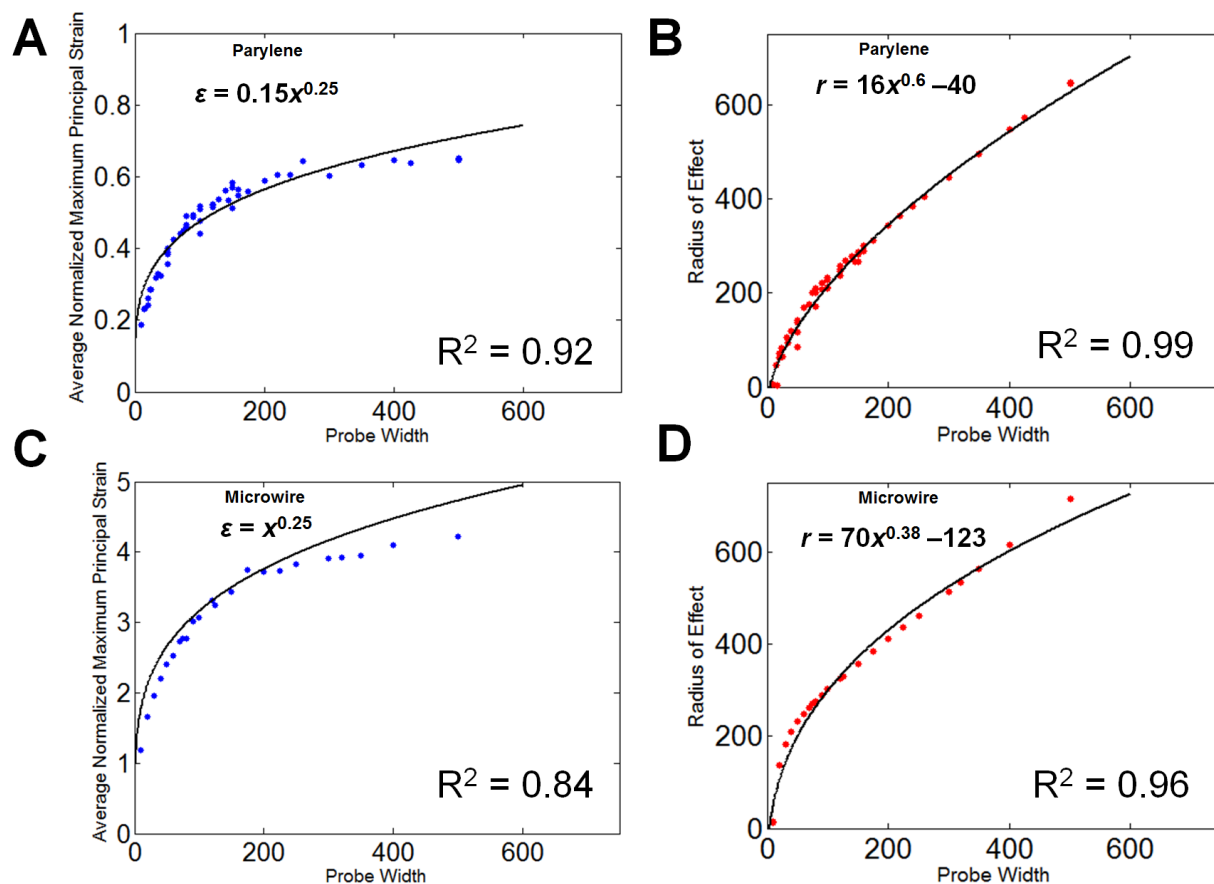 A
Parylene
ε = 0.15x^0.25
R² = 0.92
Average Normalized Maximum Principal Strain
1
0.8
0.6
0.4
0.2
0
0 200 400 600
Probe Width
B
Parylene
r = 16x^0.6 –40
R² = 0.99
Radius of Effect
600
400
200
0
0 200 400 600
Probe Width
C
Microwire
ε = x^0.25
R² = 0.84
Average Normalized Maximum Principal Strain
5
4
3
2
1
0
0 200 400 600
Probe Width
D
Microwire
r = 70x^0.38 –123
R² = 0.96
Radius of Effect
600
400
200
0
0 200 400 600
Probe Width